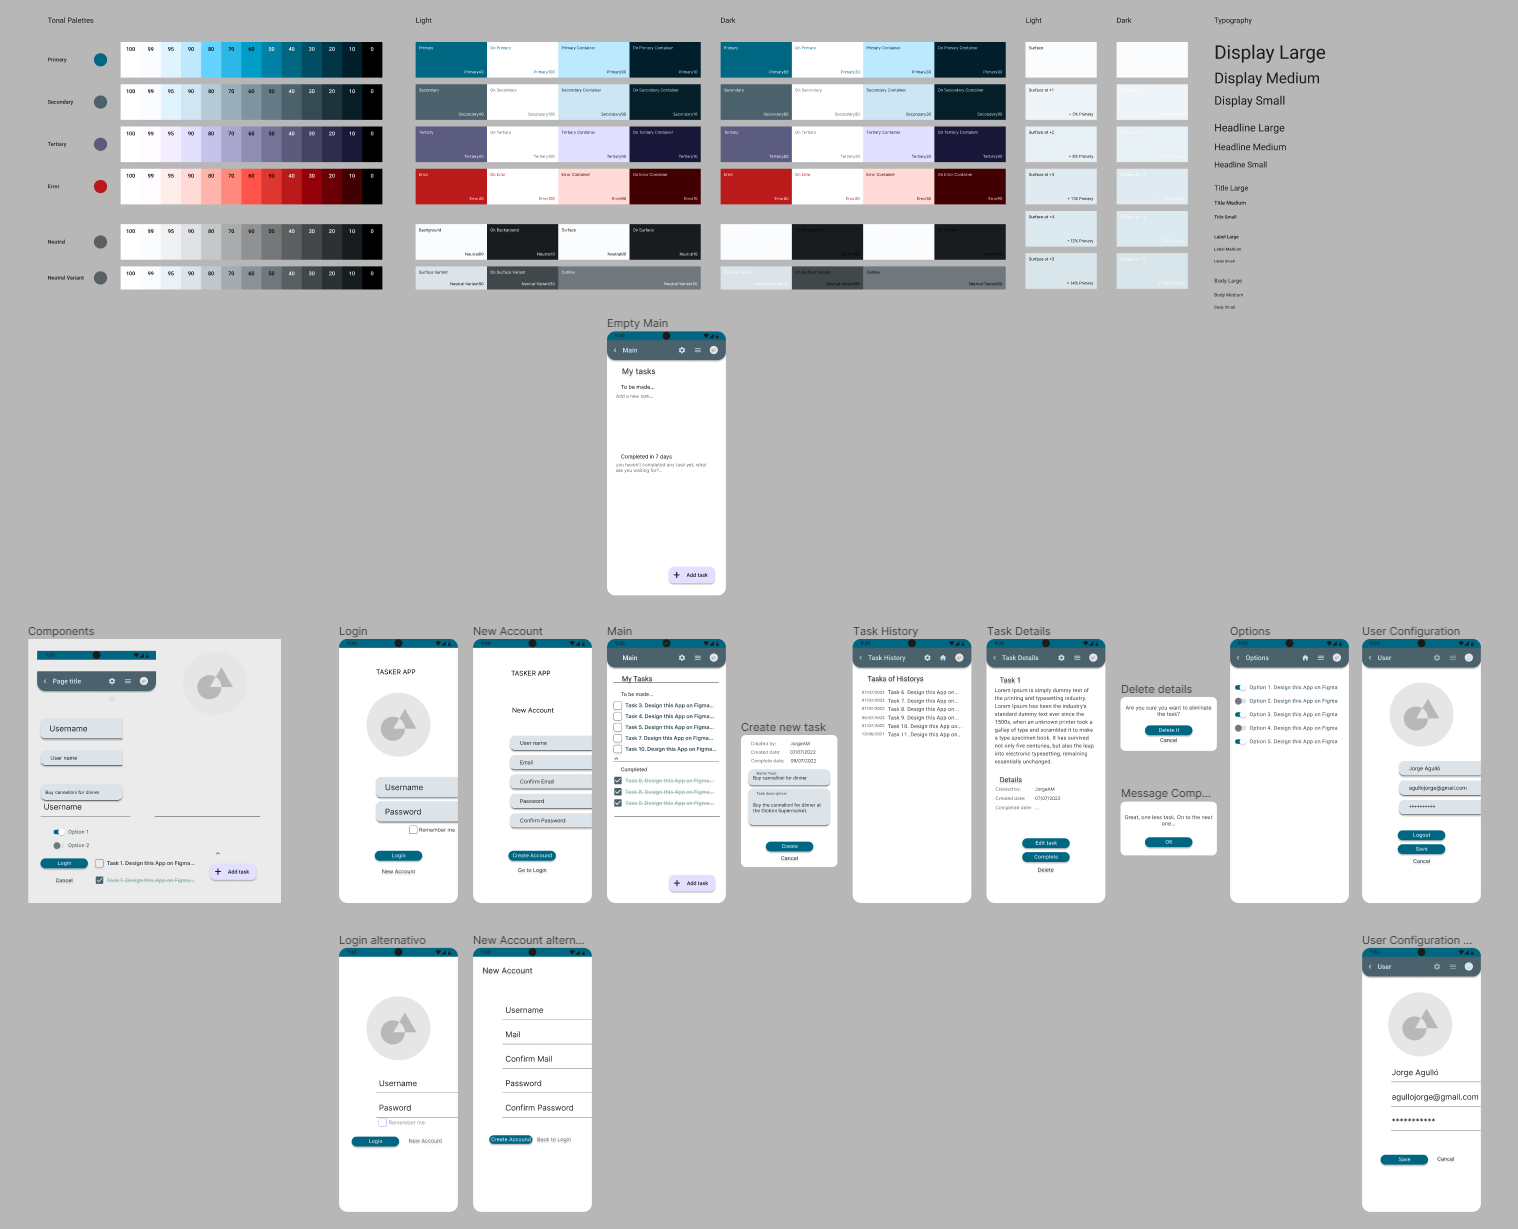 Tonal Palettes
Light
Dark
Light
Dark
Typography
Primary
100 99 95 90 80 70 60 50 40 30 20 10 0
Secondary
100 99 95 90 80 70 60 50 40 30 20 10 0
Tertiary
100 99 95 90 80 70 60 50 40 30 20 10 0
Error
100 99 95 90 80 70 60 50 40 30 20 10 0
Neutral
100 99 95 90 80 70 60 50 40 30 20 10 0
Neutral Variant
100 99 95 90 80 70 60 50 40 30 20 10 0
Primary
Primary40
On Primary
Primary100
Primary Container
Primary90
On Primary Container
Primary10
Secondary
Secondary40
On Secondary
Secondary100
Secondary Container
Secondary90
On Secondary Container
Secondary10
Tertiary
Tertiary40
On Tertiary
Tertiary100
Tertiary Container
Tertiary90
On Tertiary Container
Tertiary10
Error
Error40
On Error
Error100
Error Container
Error90
On Error Container
Error10
Background
Neutral99
On Background
Neutral10
Surface
Neutral99
On Surface
Neutral10
Surface Variant
Neutral-Variant90
On Surface Variant
Neutral-Variant30
Outline
Neutral-Variant50
Primary
Primary80
On Primary
Primary20
Primary Container
Primary30
On Primary Container
Primary90
Secondary
Secondary80
On Secondary
Secondary20
Secondary Container
Secondary30
On Secondary Container
Secondary90
Tertiary
Tertiary80
On Tertiary
Tertiary20
Tertiary Container
Tertiary30
On Tertiary Container
Tertiary90
Error
Error80
On Error
Error20
Error Container
Error30
On Error Container
Error90
On Surface Variant
Outline
Surface
Surface at +1
+ 5% Primary
Surface at +2
+ 8% Primary
Surface at +3
+ 11% Primary
Surface at +4
+ 12% Primary
Surface at +5
+ 14% Primary
Display Large
Display Medium
Display Small
Headline Large
Headline Medium
Headline Small
Title Large
Title Medium
Title Small
Label Large
Label Medium
Label Small
Body Large
Body Medium
Body Small
Empty Main
Main
My tasks
To be made...
Add a new task...
Completed in 7 days
you haven't completed any task yet, what
are you waiting for?...
Add task
Components
Page title
Username
User name
Buy cannelloni for dinner
Username
Option 1
Option 2
Login
Cancel
Task 1. Design this App on Figma...
Task 1. Design this App on Figma...
Add task
Login
TASKER APP
Username
Password
Remember me
Login
New Account
New Account
TASKER APP
New Account
User name
Email
Confirm Email
Password
Confirm Password
Create Accound
Go to Login
Main
Main
My Tasks
To be made...
Task 3. Design this App on Figma...
Task 4. Design this App on Figma...
Task 5. Design this App on Figma...
Task 7. Design this App on Figma...
Task 10. Design this App on Figma...
Completed
Task 6. Design this App on Figma...
Task 8. Design this App on Figma...
Task 9. Design this App on Figma...
Add task
Create new task
Created by: JorgeAM
Created date: 07/07/2022
Complete date: 09/07/2022
Name Task
Buy cannelloni for dinner
Task description
Buy the cannelloni for dinner at
the Ololoni Supermarket.
Create
Cancel
Task History
Task History
Tasks of Historys
07/07/2022 Task 6. Design this App on...
07/07/2022 Task 7. Design this App on...
07/07/2022 Task 8. Design this App on...
Task 9. Design this App on...
01/07/2022 Task 10. Design this App on...
Task 11. Design this App on...
Task Details
Task Details
Task 1
Lorem Ipsum is simply dummy text of
the printing and typesetting industry.
Lorem Ipsum has been the industry's
standard dummy text ever since the
1500s, when an unknown printer took a
galley of type and scrambled it to make
a type specimen hook. It has survived
not only five centuries, but also the leap
into electronic typesetting, remaining
essentially unchanged.
Details
Created by: JorgeAM
Created date: 07/07/2022
Completed date: ...
Edit task
Complete
Delete
Delete details
Are you sure you want to eliminate
the task?
Delete it
Cancel
Message Comp...
Great, one less task. On to the next
one...
OK
Options
Options
Option 1. Design this App on Figma
Option 2. Design this App on Figma
Option 3. Design this App on Figma
Option 4. Design this App on Figma
Option 5. Design this App on Figma
User Configuration
User
Jorge Agulló
agullojorge@gmail.com
**********
Logout
Save
Cancel
Login alternativo
Username
Pasword
Remember me
Login
New Account
New Account altern...
New Account
Username
Mail
Confirm Mail
Password
Confirm Password
Create Accound
Back to Login
User Configuration ...
User
Jorge Agulló
agullojorge@gmail.com
***********
Save
Cancel